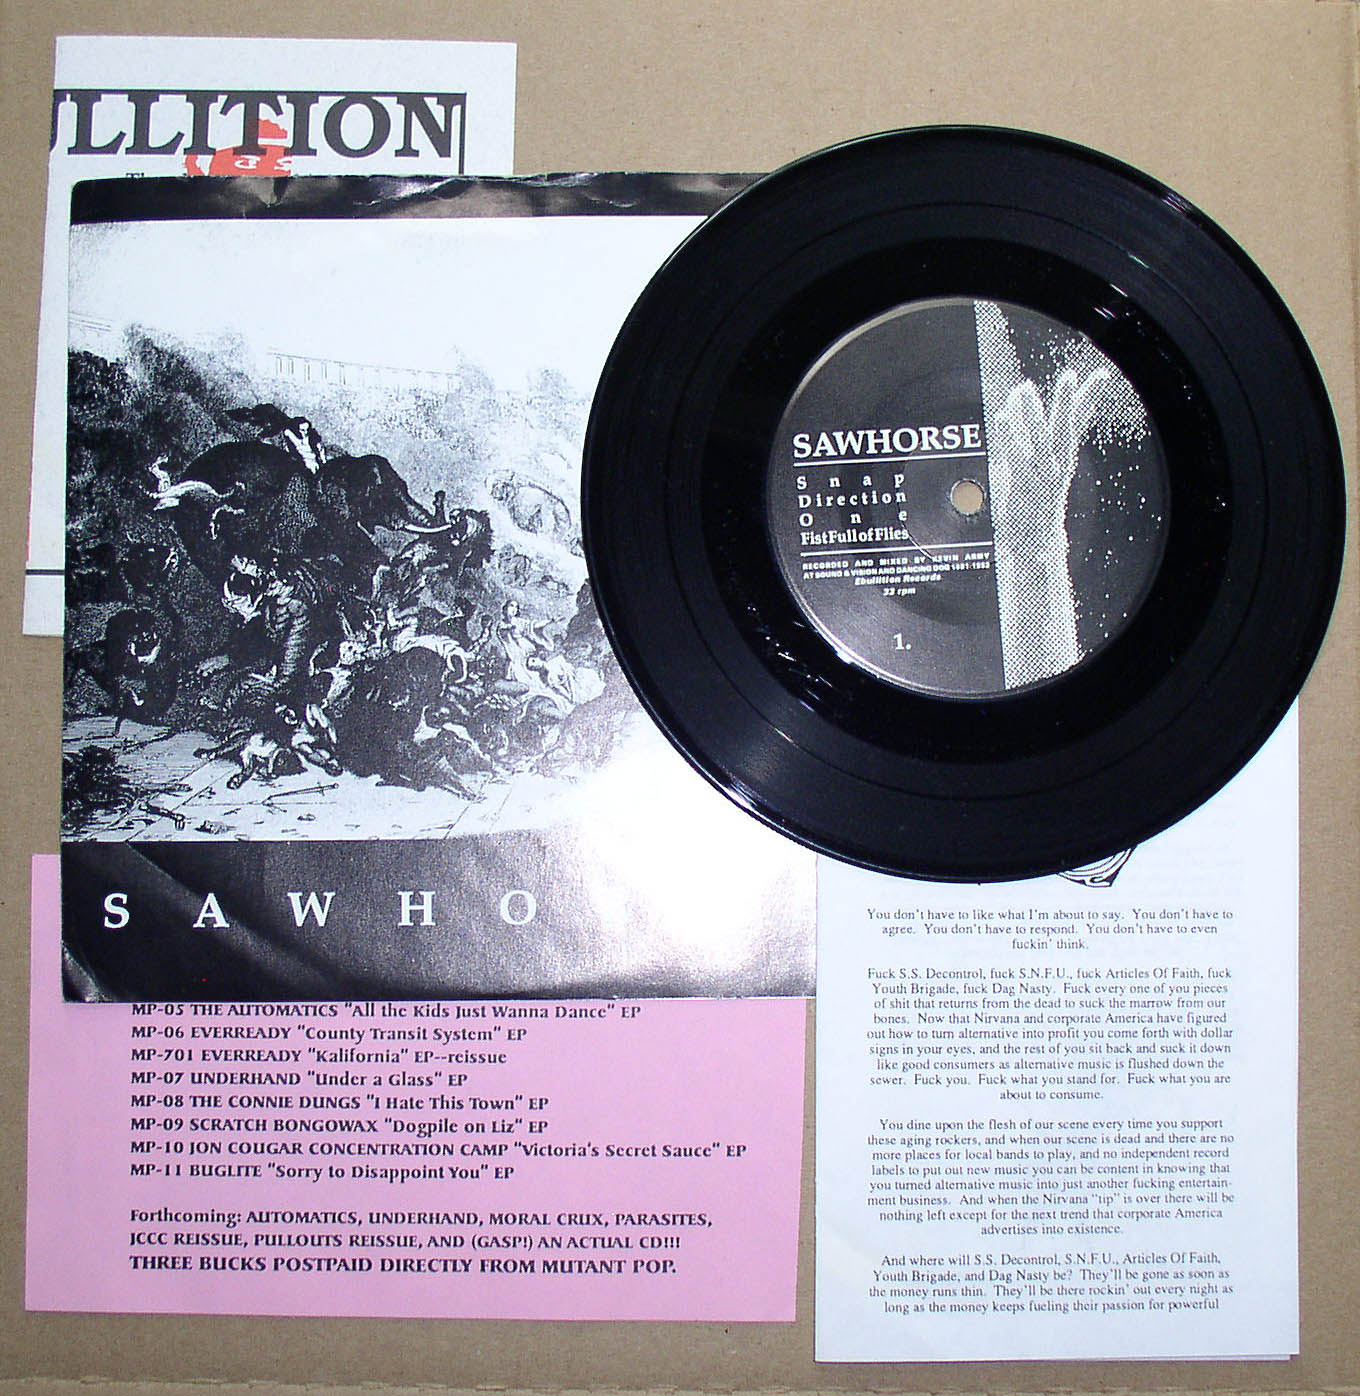 ULLITION
SAWHORSE
Snap
Direction
One
FistFullofFlies
RECORDED AND MIXED BY KEVIN ARMY
AT SOUND & VISION AND DANCING DOG 1991-1993
Ebullition Records
33 rpm
1.
SAWHO
MP-05 THE AUTOMATICS "All the Kids Just Wanna Dance" EP
MP-06 EVERREADY "County Transit System" EP
MP-701 EVERREADY "Kalifornia" EP--reissue
MP-07 UNDERHAND "Under a Glass" EP
MP-08 THE CONNIE DUNGS "I Hate This Town" EP
MP-09 SCRATCH BONGOWAX "Dogpile on Liz" EP
MP-10 JON COUGAR CONCENTRATION CAMP "Victoria's Secret Sauce" EP
MP-11 BUGLITE "Sorry to Disappoint You" EP
Forthcoming: AUTOMATICS, UNDERHAND, MORAL CRUX, PARASITES,
JCCC REISSUE, PULLOUTS REISSUE, AND (GASP!) AN ACTUAL CD!!!
THREE BUCKS POSTPAID DIRECTLY FROM MUTANT POP.
You don't have to like what I'm about to say. You don't have to
agree. You don't have to respond. You don't have to even
fuckin' think.
Fuck S.S. Decontrol, fuck S.N.F.U., fuck Articles Of Faith, fuck
Youth Brigade, fuck Dag Nasty. Fuck every one of you pieces
of shit that returns from the dead to suck the marrow from our
bones. Now that Nirvana and corporate America have figured
out how to turn alternative into profit you come forth with dollar
signs in your eyes, and the rest of you sit back and suck it down
like good consumers as alternative music is flushed down the
sewer. Fuck you. Fuck what you stand for. Fuck what you are
about to consume.
You dine upon the flesh of our scene every time you support
these aging rockers, and when our scene is dead and there are no
more places for local bands to play, and no independent record
labels to put out new music you can be content in knowing that
you turned alternative music into just another fucking entertain-
ment business. And when the Nirvana "tip" is over there will be
nothing left except for the next trend that corporate America
advertises into existence.
And where will S.S. Decontrol, S.N.F.U., Articles Of Faith,
Youth Brigade, and Dag Nasty be? They'll be gone as soon as
the money runs thin. They'll be there rockin' out every night as
long as the money keeps fueling their passion for powerful